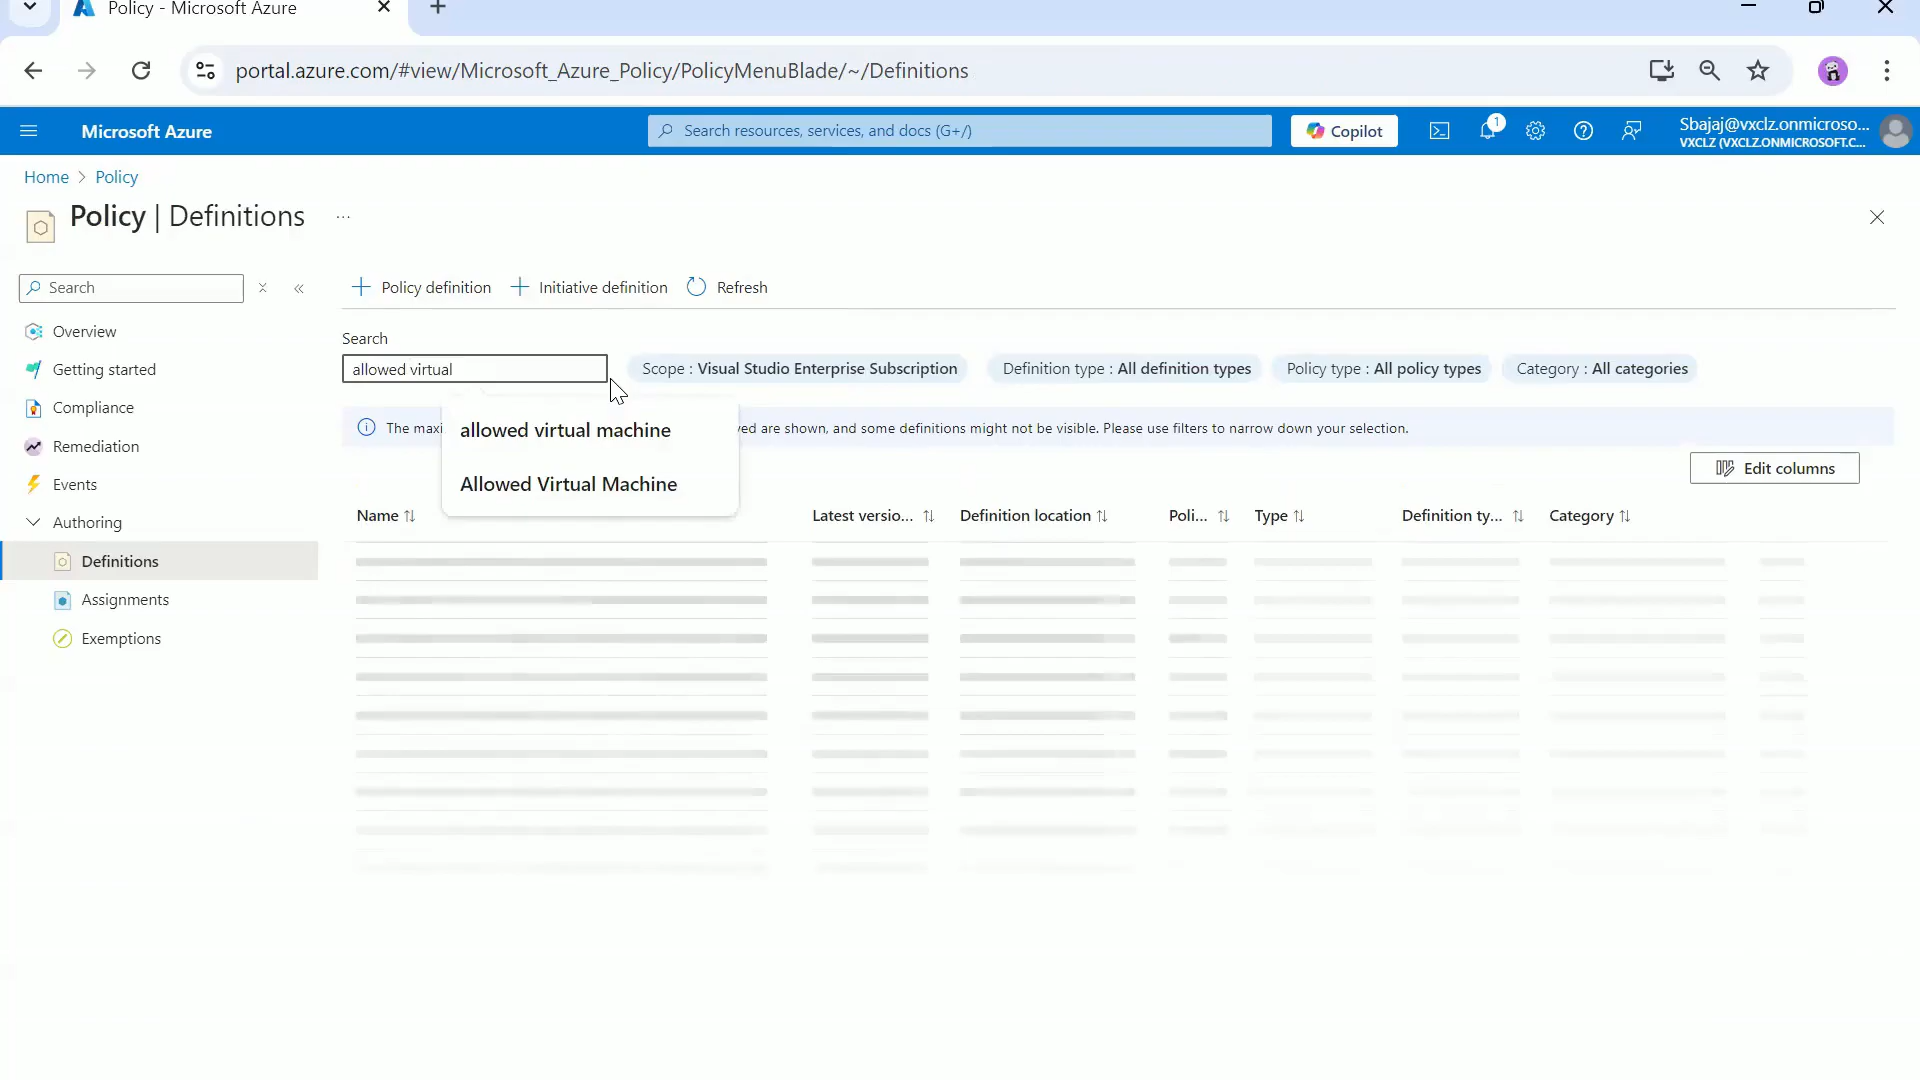 Policy - Microsoft Azure
portal.azure.com/#view/Microsoft_Azure_Policy/PolicyMenuBlade/~/Definitions
Microsoft Azure
Search resources, services, and docs (G+/)
Copilot
1
Sbajaj@vxclz.onmicroso...
VXCLZ (VXCLZ.ONMICROSOFT.C...
Home > Policy
Policy | Definitions ...
Search
Policy definition
Initiative definition
Refresh
Overview
Getting started
Compliance
Remediation
Events
Authoring
Definitions
Assignments
Exemptions
Search
allowed virtual
Scope : Visual Studio Enterprise Subscription
Definition type : All definition types
Policy type : All policy types
Category : All categories
allowed virtual machine
Allowed Virtual Machine
The maxi
ved are shown, and some definitions might not be visible. Please use filters to narrow down your selection.
Edit columns
Name
Latest versio...
Definition location
Poli...
Type
Definition ty...
Category